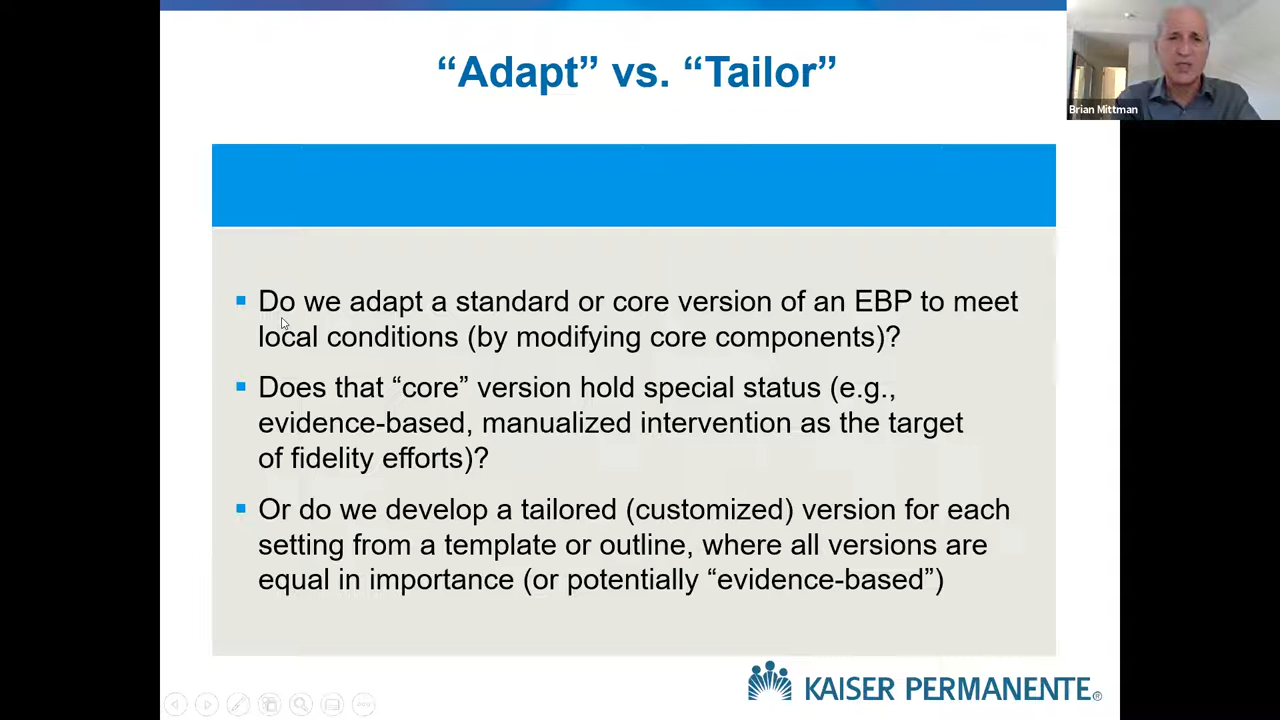 “Adapt” vs. “Tailor”
Brian Mittman
Do we adapt a standard or core version of an EBP to meet
local conditions (by modifying core components)?
Does that “core” version hold special status (e.g.,
evidence-based, manualized intervention as the target
of fidelity efforts)?
Or do we develop a tailored (customized) version for each
setting from a template or outline, where all versions are
equal in importance (or potentially “evidence-based”)
KAISER PERMANENTE®